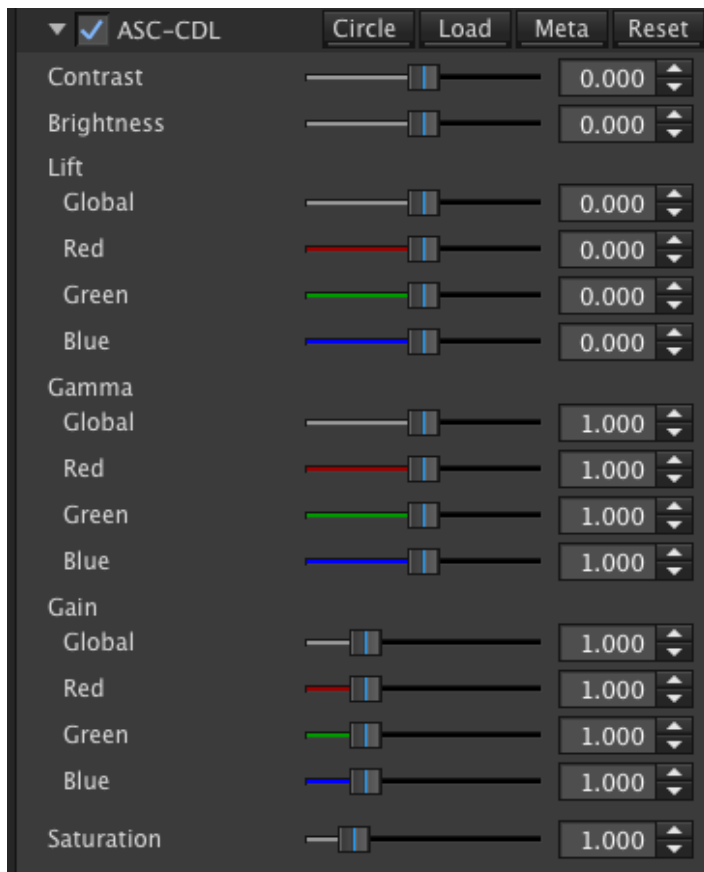 ASC-CDL Circle Load Meta Reset
Contrast 0.000
Brightness 0.000
Lift
Global 0.000
Red 0.000
Green 0.000
Blue 0.000
Gamma
Global 1.000
Red 1.000
Green 1.000
Blue 1.000
Gain
Global 1.000
Red 1.000
Green 1.000
Blue 1.000
Saturation 1.000